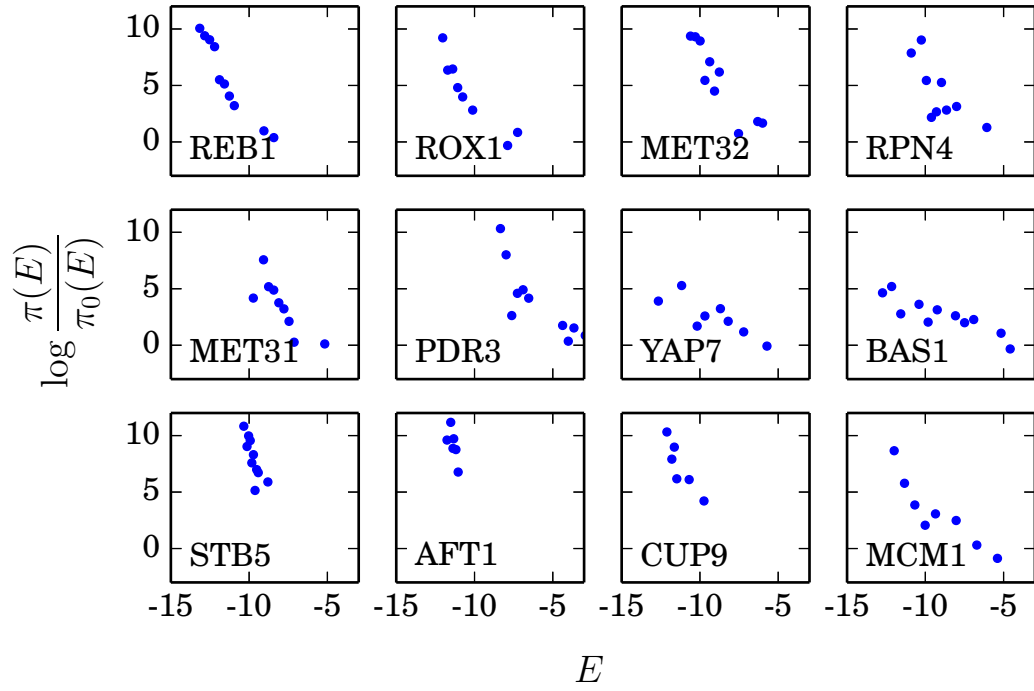 10
5
0
REB1 ROX1 MET32 RPN4
log π(E)/π₀(E)
10
5
0
MET31 PDR3 YAP7 BAS1
10
5
0
STB5 AFT1 CUP9 MCM1
-15 -10 -5 -15 -10 -5 -15 -10 -5 -15 -10 -5
E